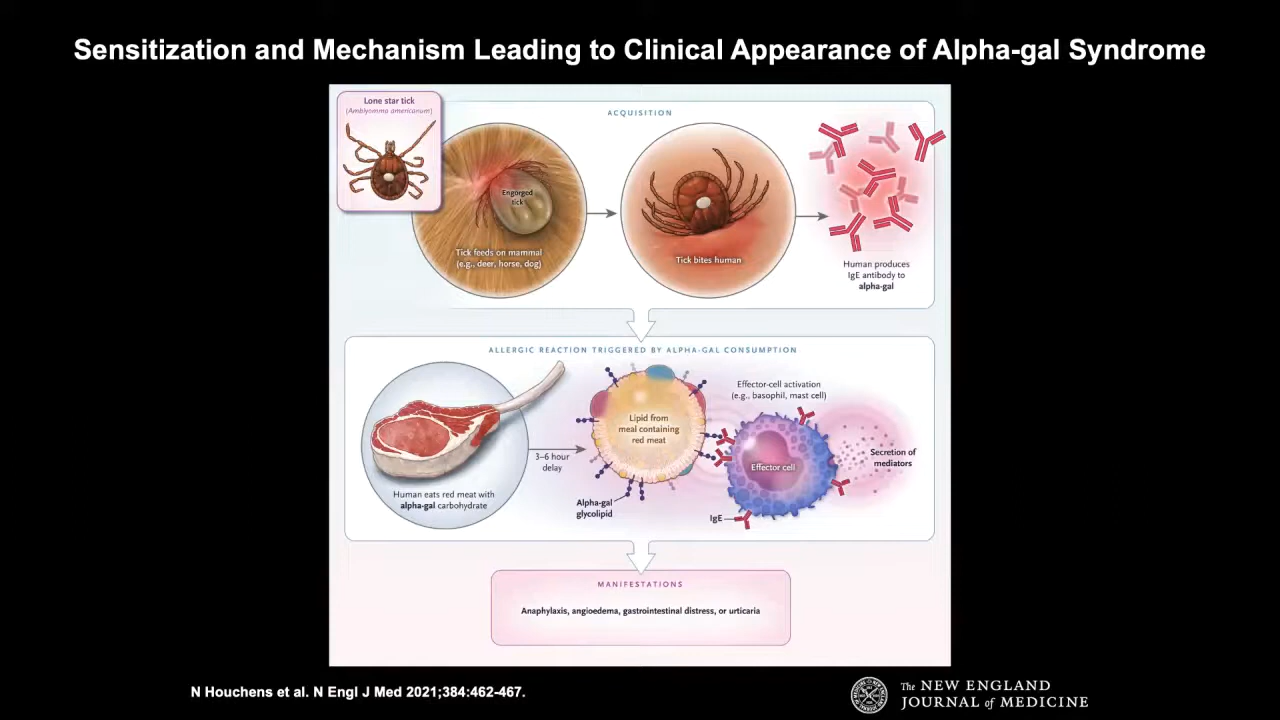 Sensitization and Mechanism Leading to Clinical Appearance of Alpha-gal Syndrome
Lone star tick
(Amblyomma americanum)
ACQUISITION
Engorged
tick
Tick feeds on mammal
(e.g., deer, horse, dog)
Tick bites human
Human produces
IgE antibody to
alpha-gal
ALLERGIC REACTION TRIGGERED BY ALPHA-GAL CONSUMPTION
Human eats red meat with
alpha-gal carbohydrate
3–6 hour
delay
Lipid from
meal containing
red meat
Alpha-gal
glycolipid
Effector-cell activation
(e.g., basophil, mast cell)
Effector cell
IgE
Secretion of
mediators
MANIFESTATIONS
Anaphylaxis, angioedema, gastrointestinal distress, or urticaria
N Houchens et al. N Engl J Med 2021;384:462-467.
The NEW ENGLAND
JOURNAL of MEDICINE